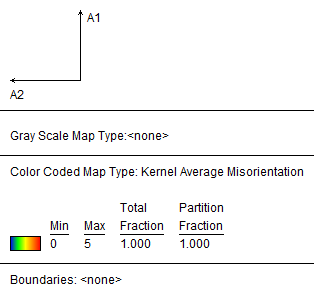 A1
A2
Gray Scale Map Type:<none>
Color Coded Map Type: Kernel Average Misorientation
Total Partition
Min Max Fraction Fraction
0 5 1.000 1.000
Boundaries: <none>